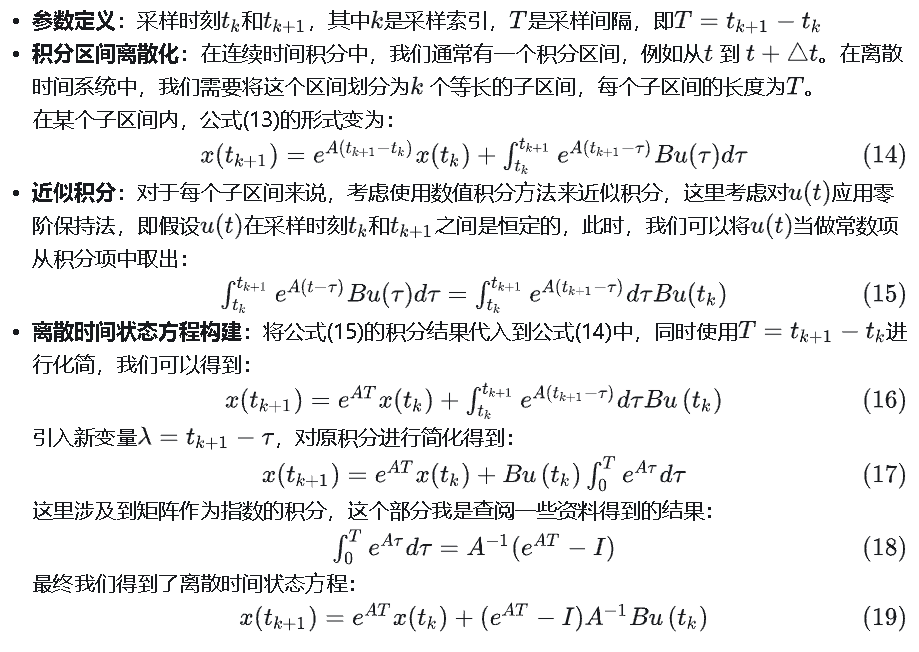 • 参数定义：采样时刻$t_k$和$t_{k+1}$，其中$k$是采样索引，$T$是采样间隔，即$T = t_{k+1} - t_k$
• 积分区间离散化：在连续时间积分中，我们通常有一个积分区间，例如从$t$ 到 $t + \triangle t$。在离散
时间系统中，我们需要将这个区间划分为$k$ 个等长的子区间，每个子区间的长度为$T$。
在某个子区间内，公式(13)的形式变为：
$x(t_{k+1}) = e^{A(t_{k+1}-t_k)}x(t_k) + \int_{t_k}^{t_{k+1}} e^{A(t_{k+1}-\tau)}Bu(\tau)d\tau$ (14)
• 近似积分：对于每个子区间来说，考虑使用数值积分方法来近似积分，这里考虑对$u(t)$应用零
阶保持法，即假设$u(t)$在采样时刻$t_k$和$t_{k+1}$之间是恒定的，此时，我们可以将$u(t)$当做常数项
从积分项中取出：
$\int_{t_k}^{t_{k+1}} e^{A(t-\tau)}Bu(\tau)d\tau = \int_{t_k}^{t_{k+1}} e^{A(t_{k+1}-\tau)}d\tau Bu(t_k)$ (15)
• 离散时间状态方程构建：将公式(15)的积分结果代入到公式(14)中，同时使用$T = t_{k+1} - t_k$进
行化简，我们可以得到：
$x(t_{k+1}) = e^{AT}x(t_k) + \int_{t_k}^{t_{k+1}} e^{A(t_{k+1}-\tau)}d\tau Bu(t_k)$ (16)
引入新变量$\lambda = t_{k+1} - \tau$，对原积分进行简化得到：
$x(t_{k+1}) = e^{AT}x(t_k) + Bu(t_k)\int_0^T e^{A\tau}d\tau$ (17)
这里涉及到矩阵作为指数的积分，这个部分我是查阅一些资料得到的结果：
$\int_0^T e^{A\tau}d\tau = A^{-1}(e^{AT} - I)$ (18)
最终我们得到了离散时间状态方程：
$x(t_{k+1}) = e^{AT}x(t_k) + (e^{AT} - I)A^{-1}Bu(t_k)$ (19)